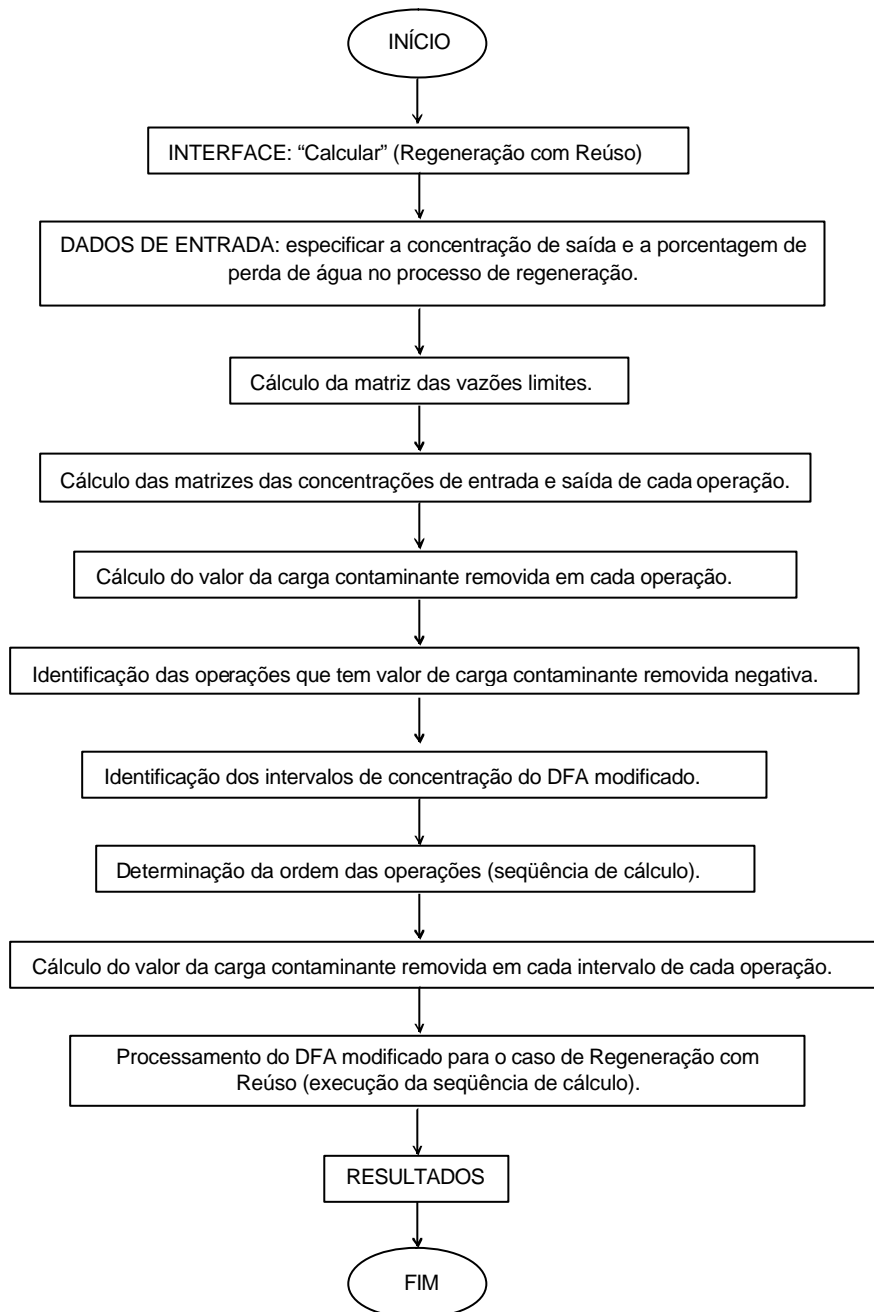 INÍCIO
INTERFACE: “Calcular” (Regeneração com Reúso)
DADOS DE ENTRADA: especificar a concentração de saída e a porcentagem de
perda de água no processo de regeneração.
Cálculo da matriz das vazões limites.
Cálculo das matrizes das concentrações de entrada e saída de cada operação.
Cálculo do valor da carga contaminante removida em cada operação.
Identificação das operações que tem valor de carga contaminante removida negativa.
Identificação dos intervalos de concentração do DFA modificado.
Determinação da ordem das operações (seqüência de cálculo).
Cálculo do valor da carga contaminante removida em cada intervalo de cada operação.
Processamento do DFA modificado para o caso de Regeneração com
Reúso (execução da seqüência de cálculo).
RESULTADOS
FIM